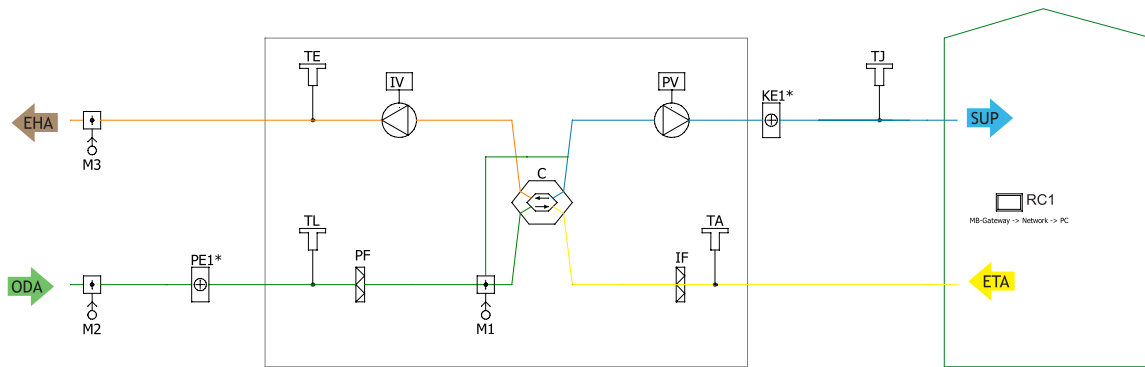 TE
IV
PV
TJ
KE1*
EHA
SUP
M3
C
RC1
MB-Gateway -> Network -> PC
TL
TA
PE1*
PF
IF
ODA
ETA
M2
M1